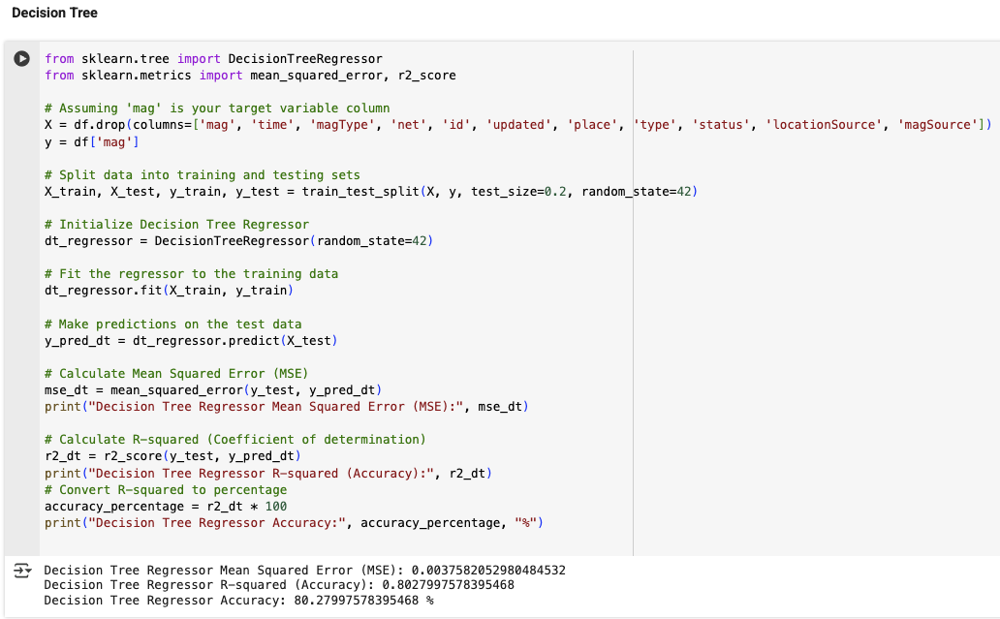 Decision Tree
from sklearn.tree import DecisionTreeRegressor
from sklearn.metrics import mean_squared_error, r2_score
# Assuming 'mag' is your target variable column
X = df.drop(columns=['mag', 'time', 'magType', 'net', 'id', 'updated', 'place', 'type', 'status', 'locationSource', 'magSource'])
y = df['mag']
# Split data into training and testing sets
X_train, X_test, y_train, y_test = train_test_split(X, y, test_size=0.2, random_state=42)
# Initialize Decision Tree Regressor
dt_regressor = DecisionTreeRegressor(random_state=42)
# Fit the regressor to the training data
dt_regressor.fit(X_train, y_train)
# Make predictions on the test data
y_pred_dt = dt_regressor.predict(X_test)
# Calculate Mean Squared Error (MSE)
mse_dt = mean_squared_error(y_test, y_pred_dt)
print("Decision Tree Regressor Mean Squared Error (MSE):", mse_dt)
# Calculate R-squared (Coefficient of determination)
r2_dt = r2_score(y_test, y_pred_dt)
print("Decision Tree Regressor R-squared (Accuracy):", r2_dt)
# Convert R-squared to percentage
accuracy_percentage = r2_dt * 100
print("Decision Tree Regressor Accuracy:", accuracy_percentage, "%")
Decision Tree Regressor Mean Squared Error (MSE): 0.0037582052980484532
Decision Tree Regressor R-squared (Accuracy): 0.8027997578395468
Decision Tree Regressor Accuracy: 80.27997578395468 %